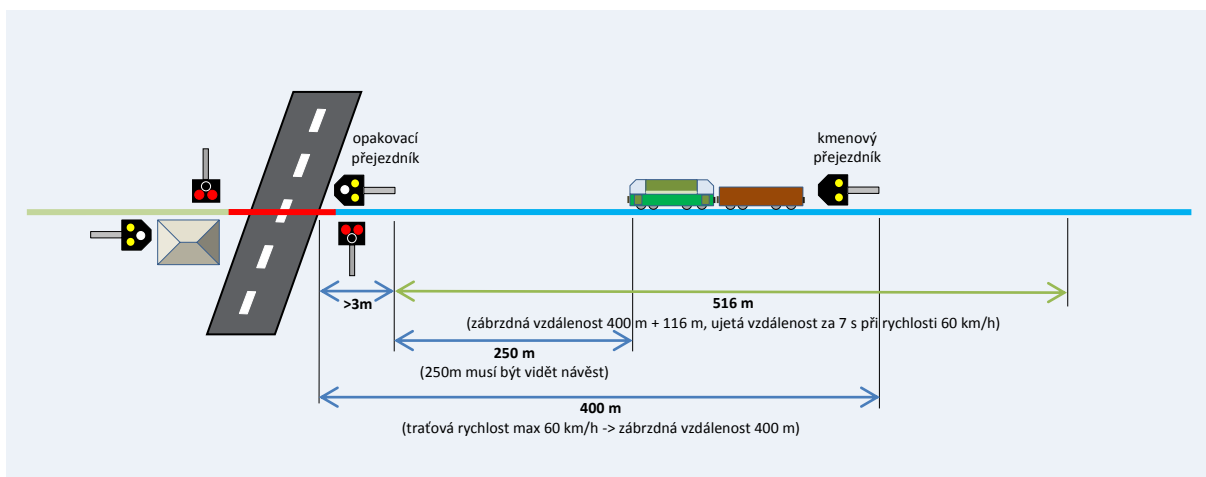 opakovací
přejezdník
kmenový
přejezdník
>3m
516 m
(zábrzdná vzdálenost 400 m + 116 m, ujetá vzdálenost za 7 s při rychlosti 60 km/h)
250 m
(250m musí být vidět návěst)
400 m
(traťová rychlost max 60 km/h -> zábrzdná vzdálenost 400 m)